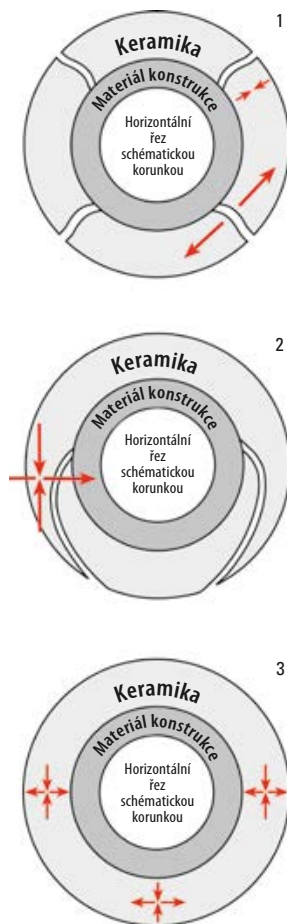 1
Keramika
Materiál konstrukce
Horizontální
řez
schématickou
korunkou
2
Keramika
Materiál konstrukce
Horizontální
řez
schématickou
korunkou
3
Keramika
Materiál konstrukce
Horizontální
řez
schématickou
korunkou